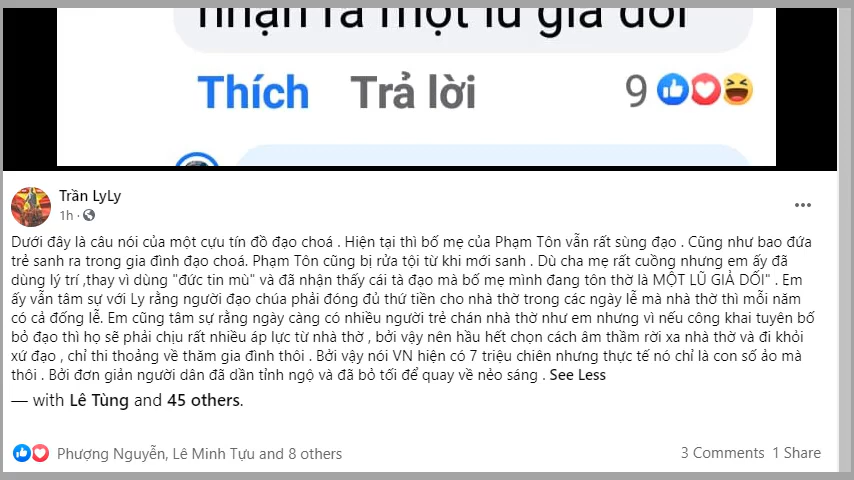 nhận ra một lũ giả dối
Thích Trả lời 9
Trần LyLy
1h
Dưới đây là câu nói của một cựu tín đồ đạo choá . Hiện tại thì bố mẹ của Phạm Tôn vẫn rất sùng đạo . Cũng như bao đứa
trẻ sanh ra trong gia đình đạo choá. Phạm Tôn cũng bị rửa tội từ khi mới sanh . Dù cha mẹ rất cuồng nhưng em ấy đã
dùng lý trí ,thay vì dùng "đức tin mù" và đã nhận thấy cái tà đạo mà bố mẹ mình đang tôn thờ là MỘT LŨ GIẢ DỐI" . Em
ấy vẫn tâm sự với Ly rằng người đạo chúa phải đóng đủ thứ tiền cho nhà thờ trong các ngày lễ mà nhà thờ thì mỗi năm
có cả đống lễ. Em cũng tâm sự rằng ngày càng có nhiều người trẻ chán nhà thờ như em nhưng vì nếu công khai tuyên bố
bỏ đạo thì họ sẽ phải chịu rất nhiều áp lực từ nhà thờ , bởi vậy nên hầu hết chọn cách âm thầm rời xa nhà thờ và đi khỏi
xứ đạo , chỉ thi thoảng về thăm gia đình thôi . Bởi vậy nói VN hiện có 7 triệu chiên nhưng thực tế nó chỉ là con số ảo mà
thôi . Bởi đơn giản người dân đã dần tỉnh ngộ và đã bỏ tối để quay về nẻo sáng . See Less
— with Lê Tùng and 45 others.
Phượng Nguyễn, Lê Minh Tựu and 8 others 3 Comments 1 Share